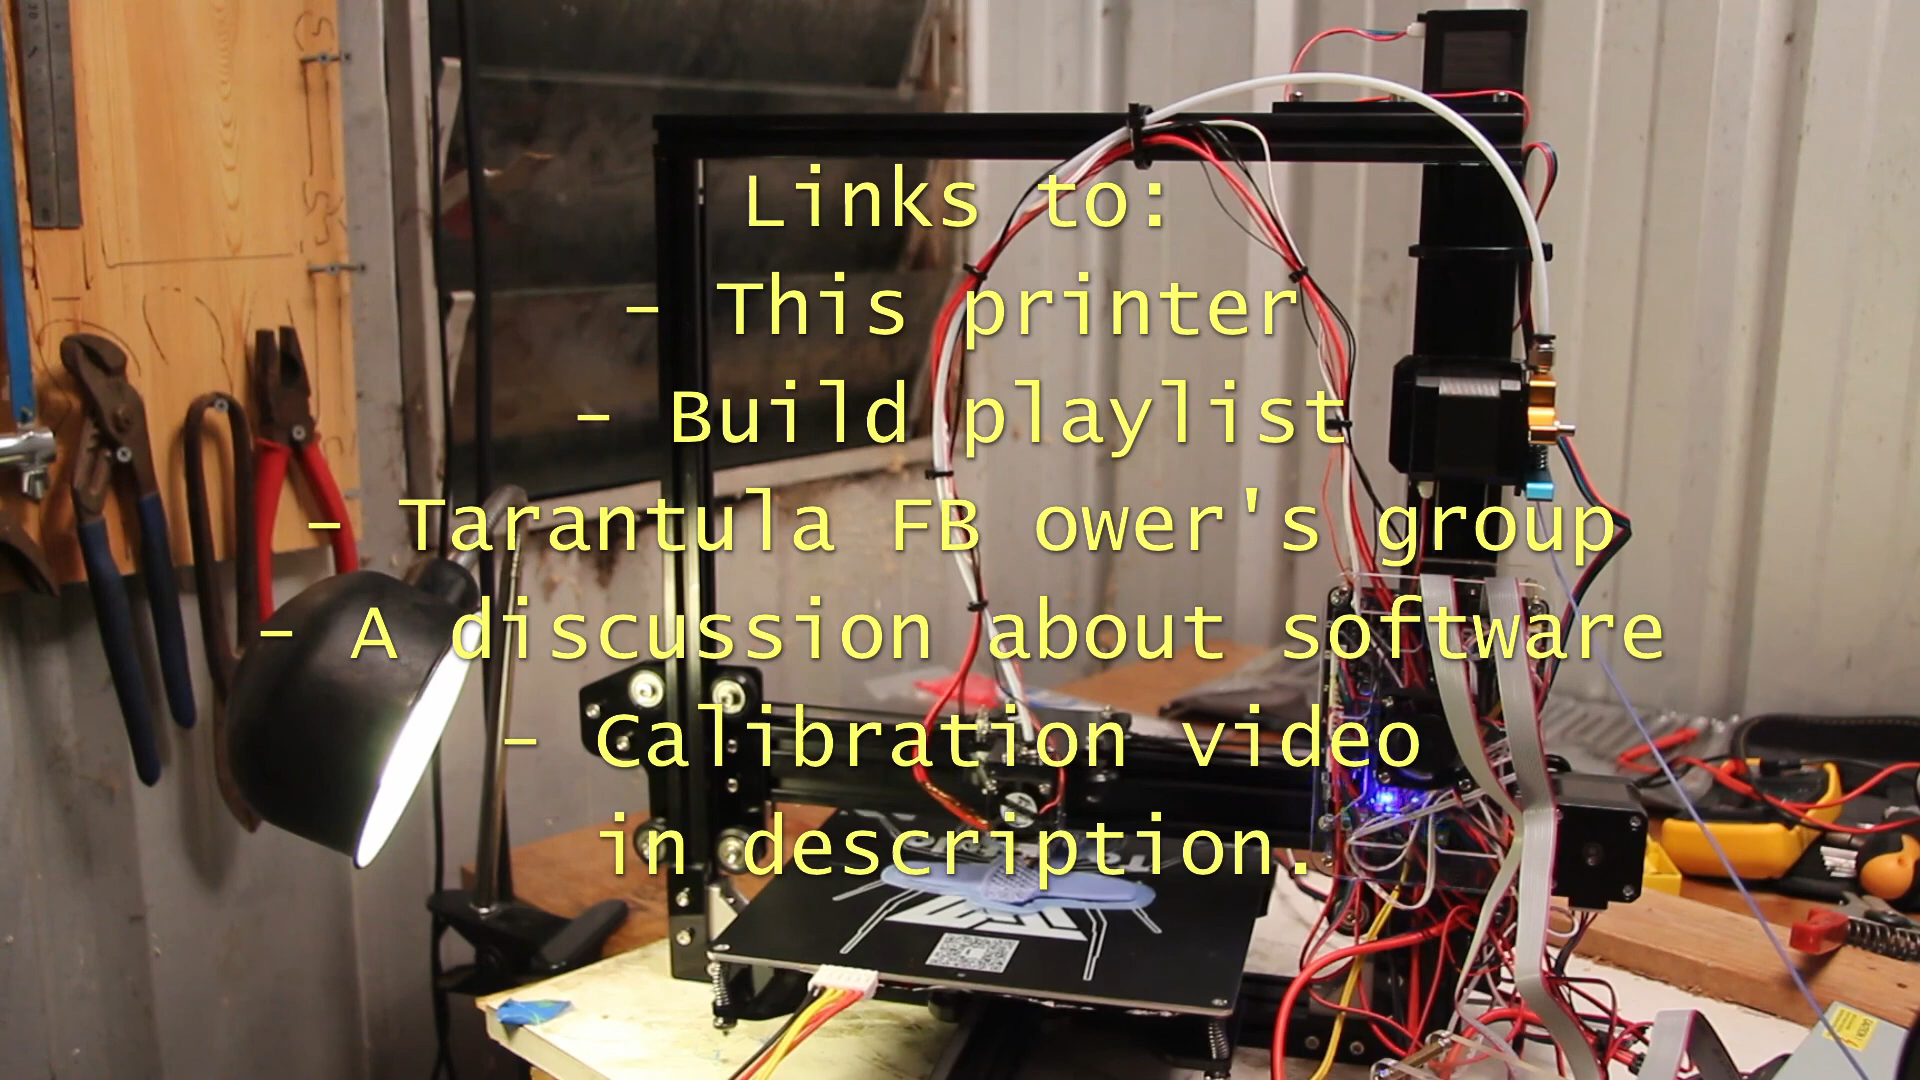 Links to:
- This printer
- Build playlist
- Tarantula FB ower's group
- A discussion about software
- Calibration video
in description.